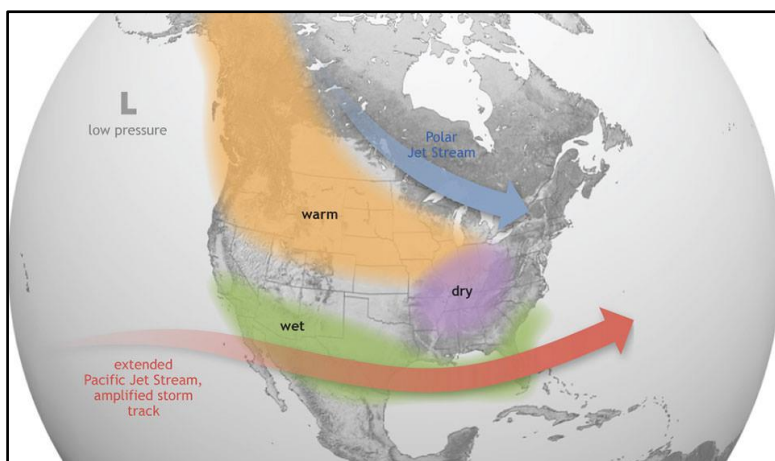 L
low pressure
Polar
Jet Stream
warm
dry
wet
extended
Pacific Jet Stream,
amplified storm
track